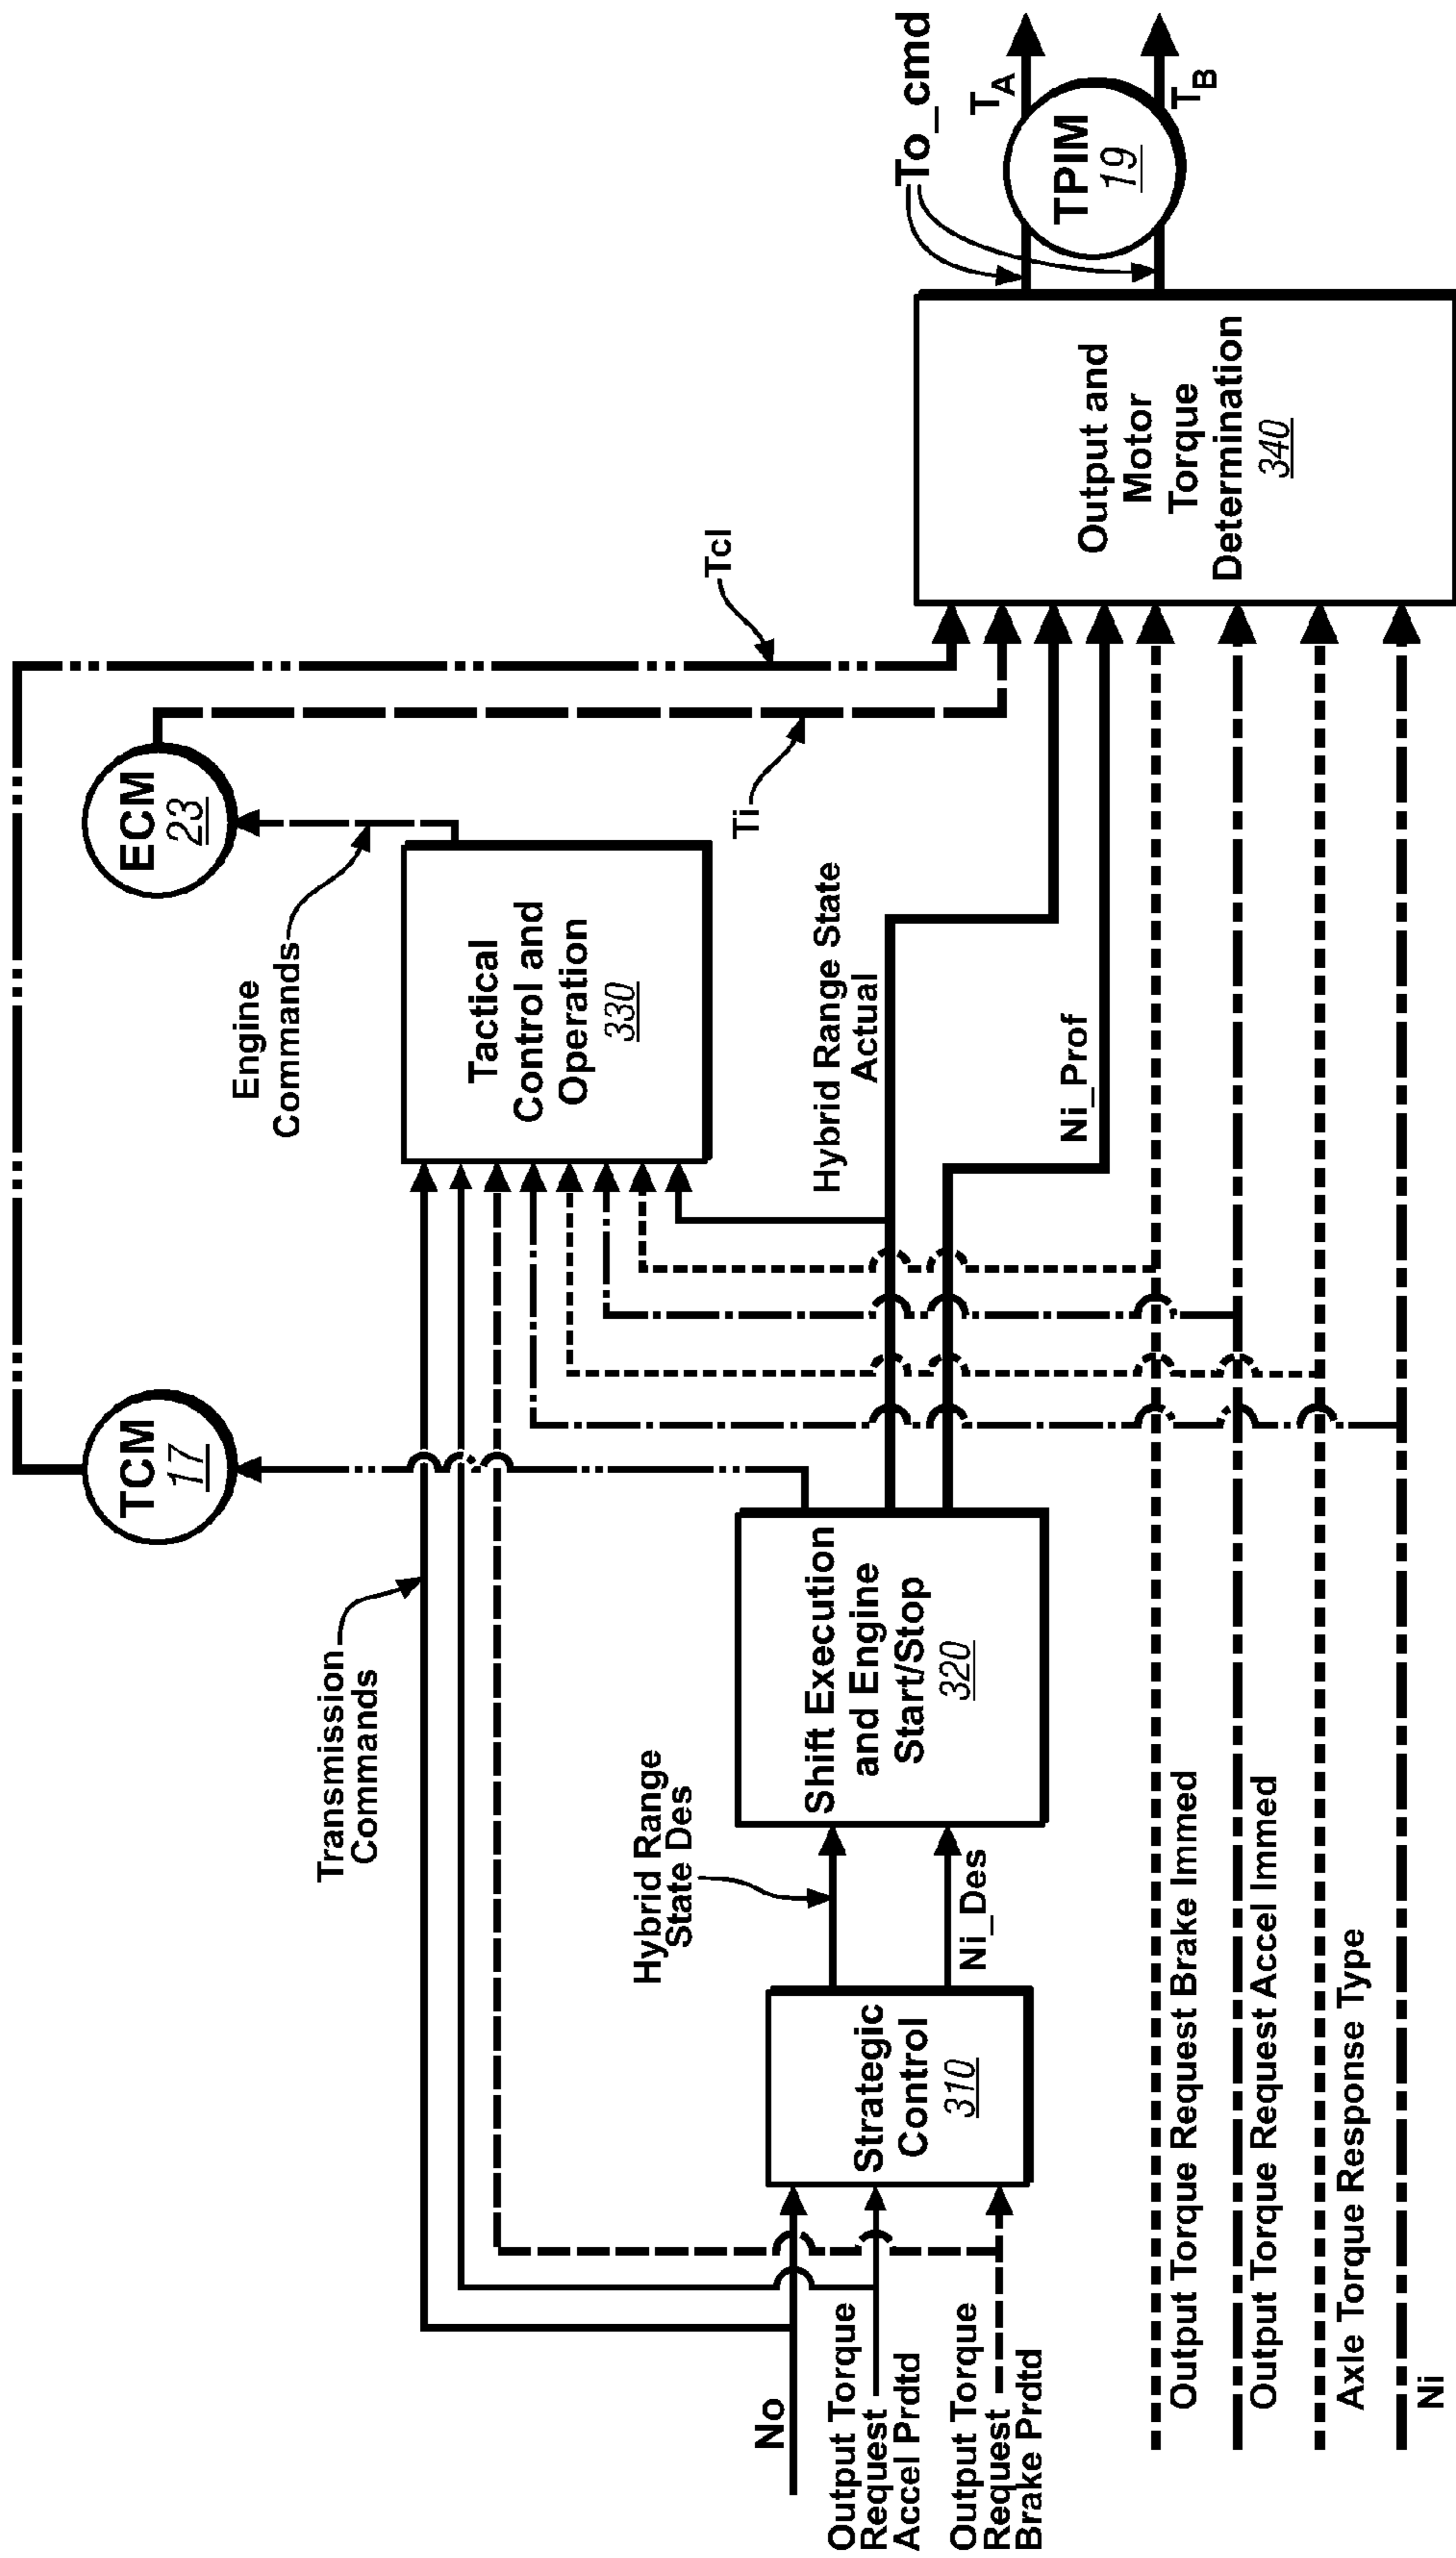 TCM
17
ECM
23
Transmission
Commands
Engine
Commands
Tactical
Control and
Operation
330
Tcl
Ti
Hybrid Range
State Des
Hybrid Range State
Actual
Ni_Des
Ni_Prof
No
Output Torque
Request
Accel Prdtd
Output Torque
Request
Brake Prdtd
Strategic
Control
310
Shift Execution
and Engine
Start/Stop
320
Output and
Motor
Torque
Determination
340
To_cmd
TPIM
19
TA
TB
Output Torque Request Brake Immed
Output Torque Request Accel Immed
Axle Torque Response Type
Ni